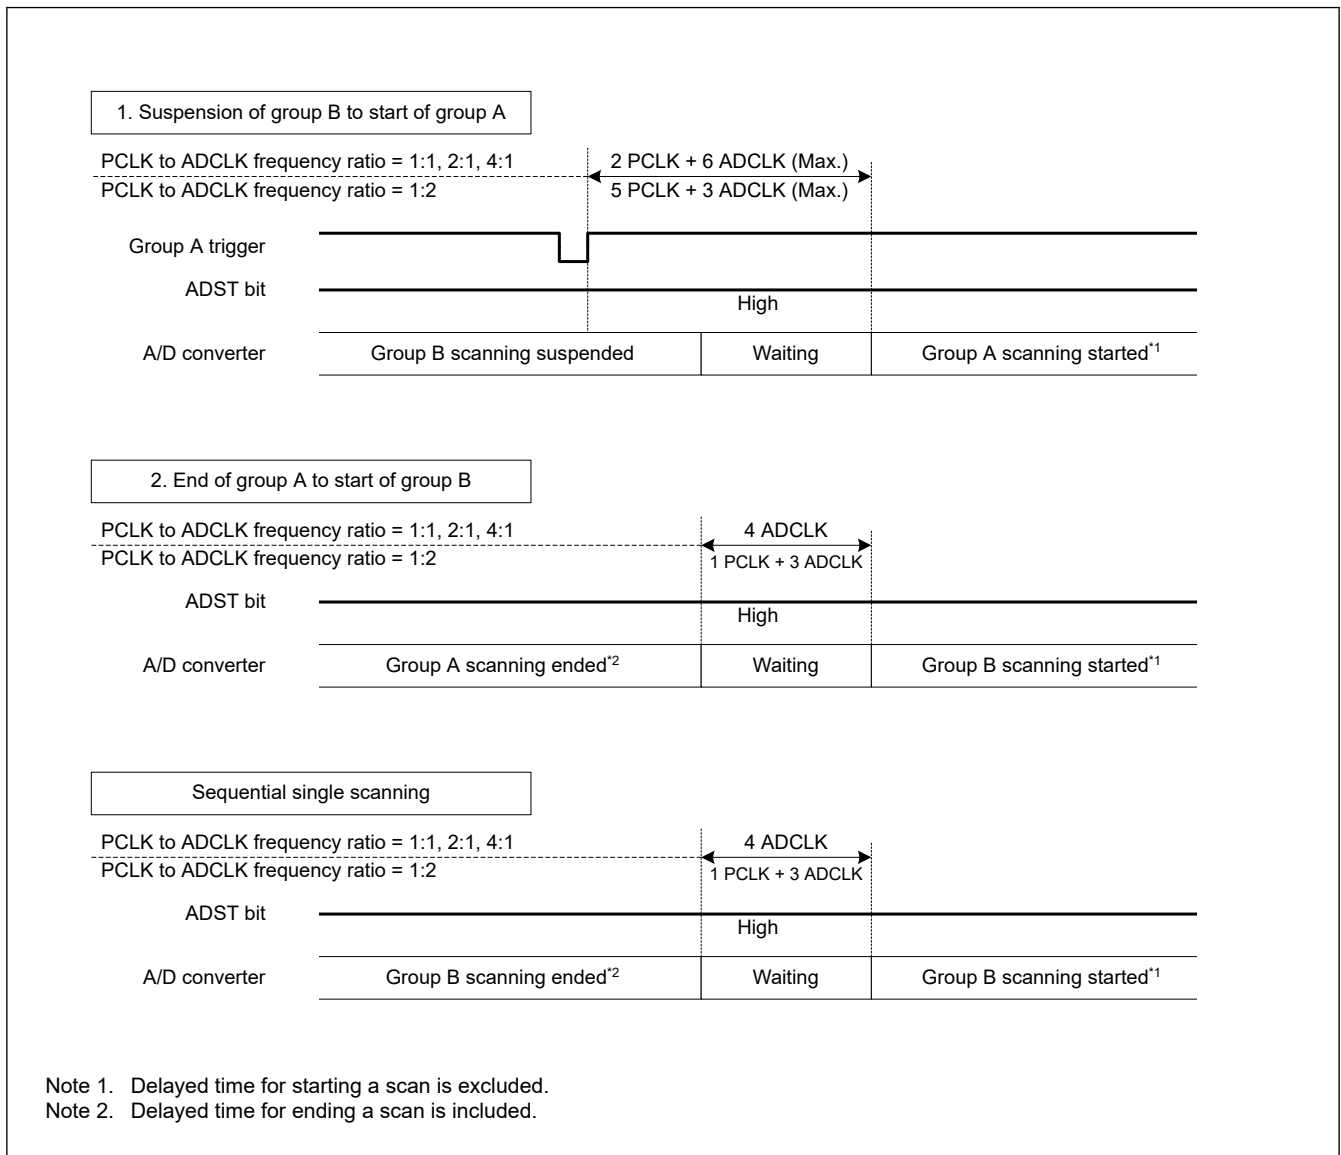 1. Suspension of group B to start of group A
PCLK to ADCLK frequency ratio = 1:1, 2:1, 4:1
2 PCLK + 6 ADCLK (Max.)
PCLK to ADCLK frequency ratio = 1:2
5 PCLK + 3 ADCLK (Max.)
Group A trigger
ADST bit
High
A/D converter
Group B scanning suspended
Waiting
Group A scanning started*1
2. End of group A to start of group B
PCLK to ADCLK frequency ratio = 1:1, 2:1, 4:1
4 ADCLK
PCLK to ADCLK frequency ratio = 1:2
1 PCLK + 3 ADCLK
ADST bit
High
A/D converter
Group A scanning ended*2
Waiting
Group B scanning started*1
Sequential single scanning
PCLK to ADCLK frequency ratio = 1:1, 2:1, 4:1
4 ADCLK
PCLK to ADCLK frequency ratio = 1:2
1 PCLK + 3 ADCLK
ADST bit
High
A/D converter
Group B scanning ended*2
Waiting
Group B scanning started*1
Note 1. Delayed time for starting a scan is excluded.
Note 2. Delayed time for ending a scan is included.